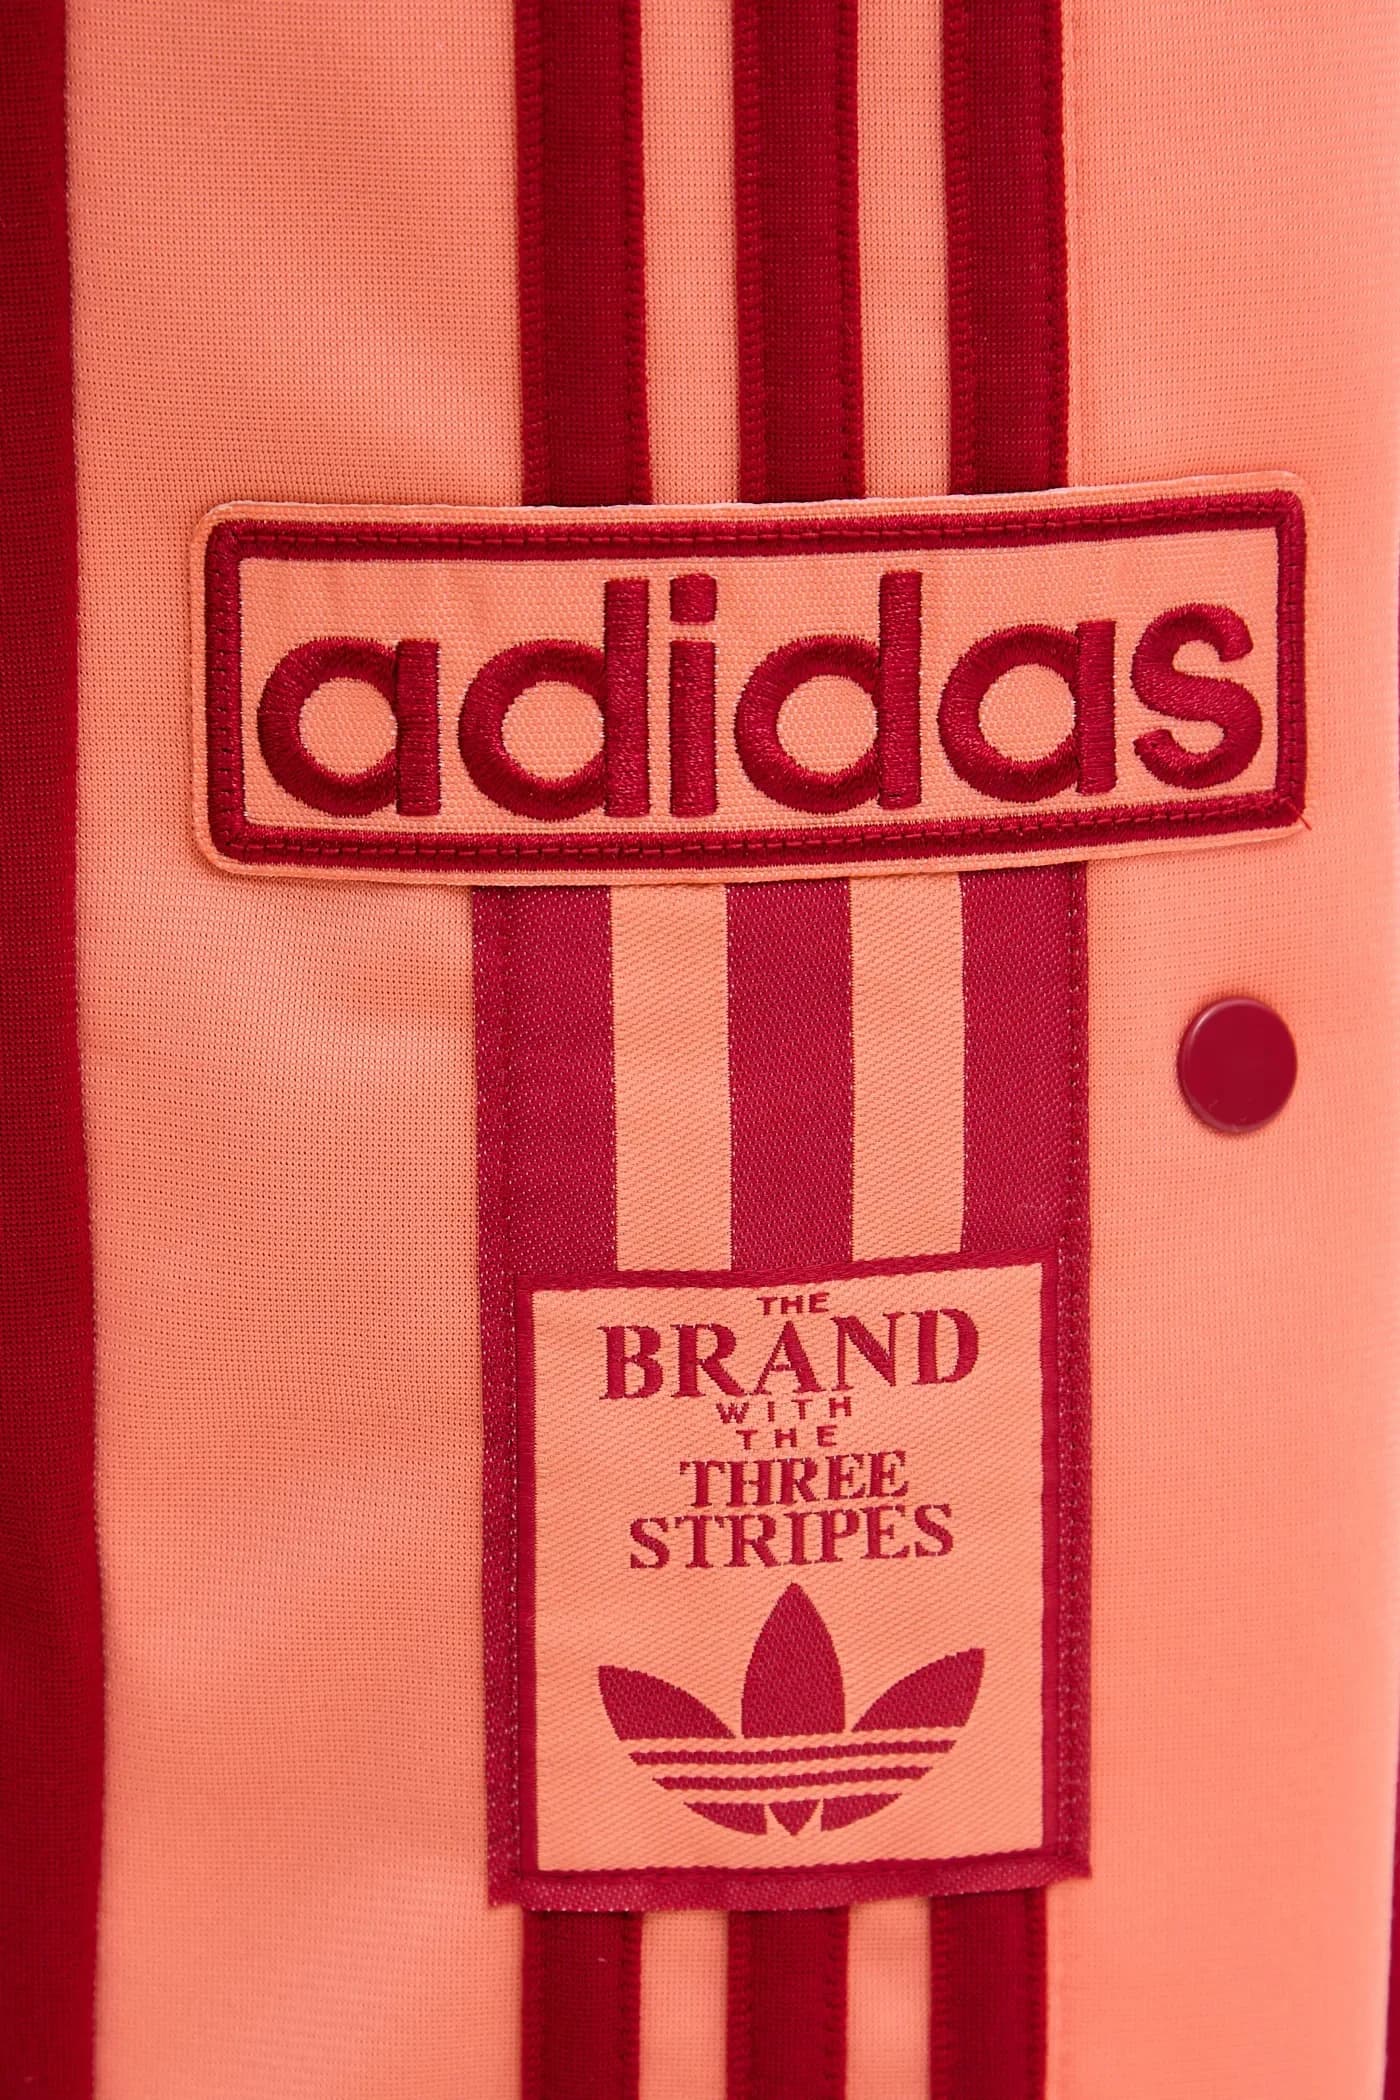 adidas
THE
BRAND
WITH
THE
THREE
STRIPES